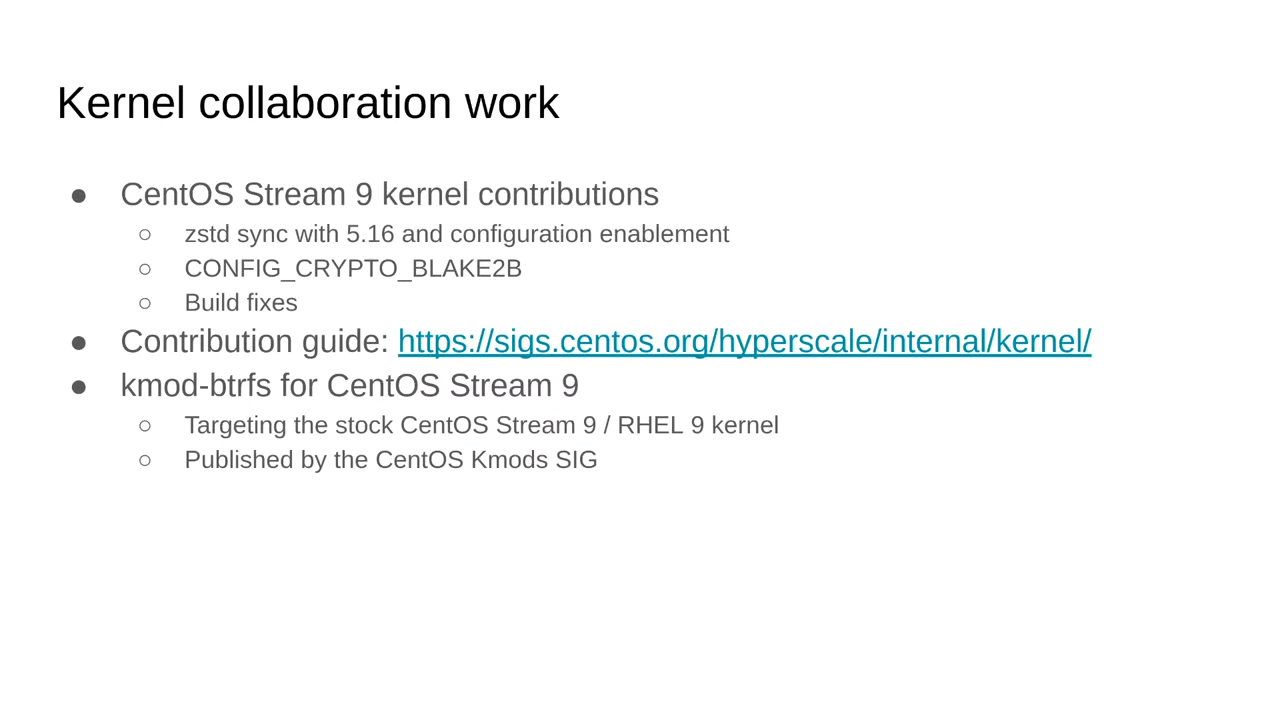 Kernel collaboration work
● CentOS Stream 9 kernel contributions
○ zstd sync with 5.16 and configuration enablement
○ CONFIG_CRYPTO_BLAKE2B
○ Build fixes
● Contribution guide: https://sigs.centos.org/hyperscale/internal/kernel/
● kmod-btrfs for CentOS Stream 9
○ Targeting the stock CentOS Stream 9 / RHEL 9 kernel
○ Published by the CentOS Kmods SIG